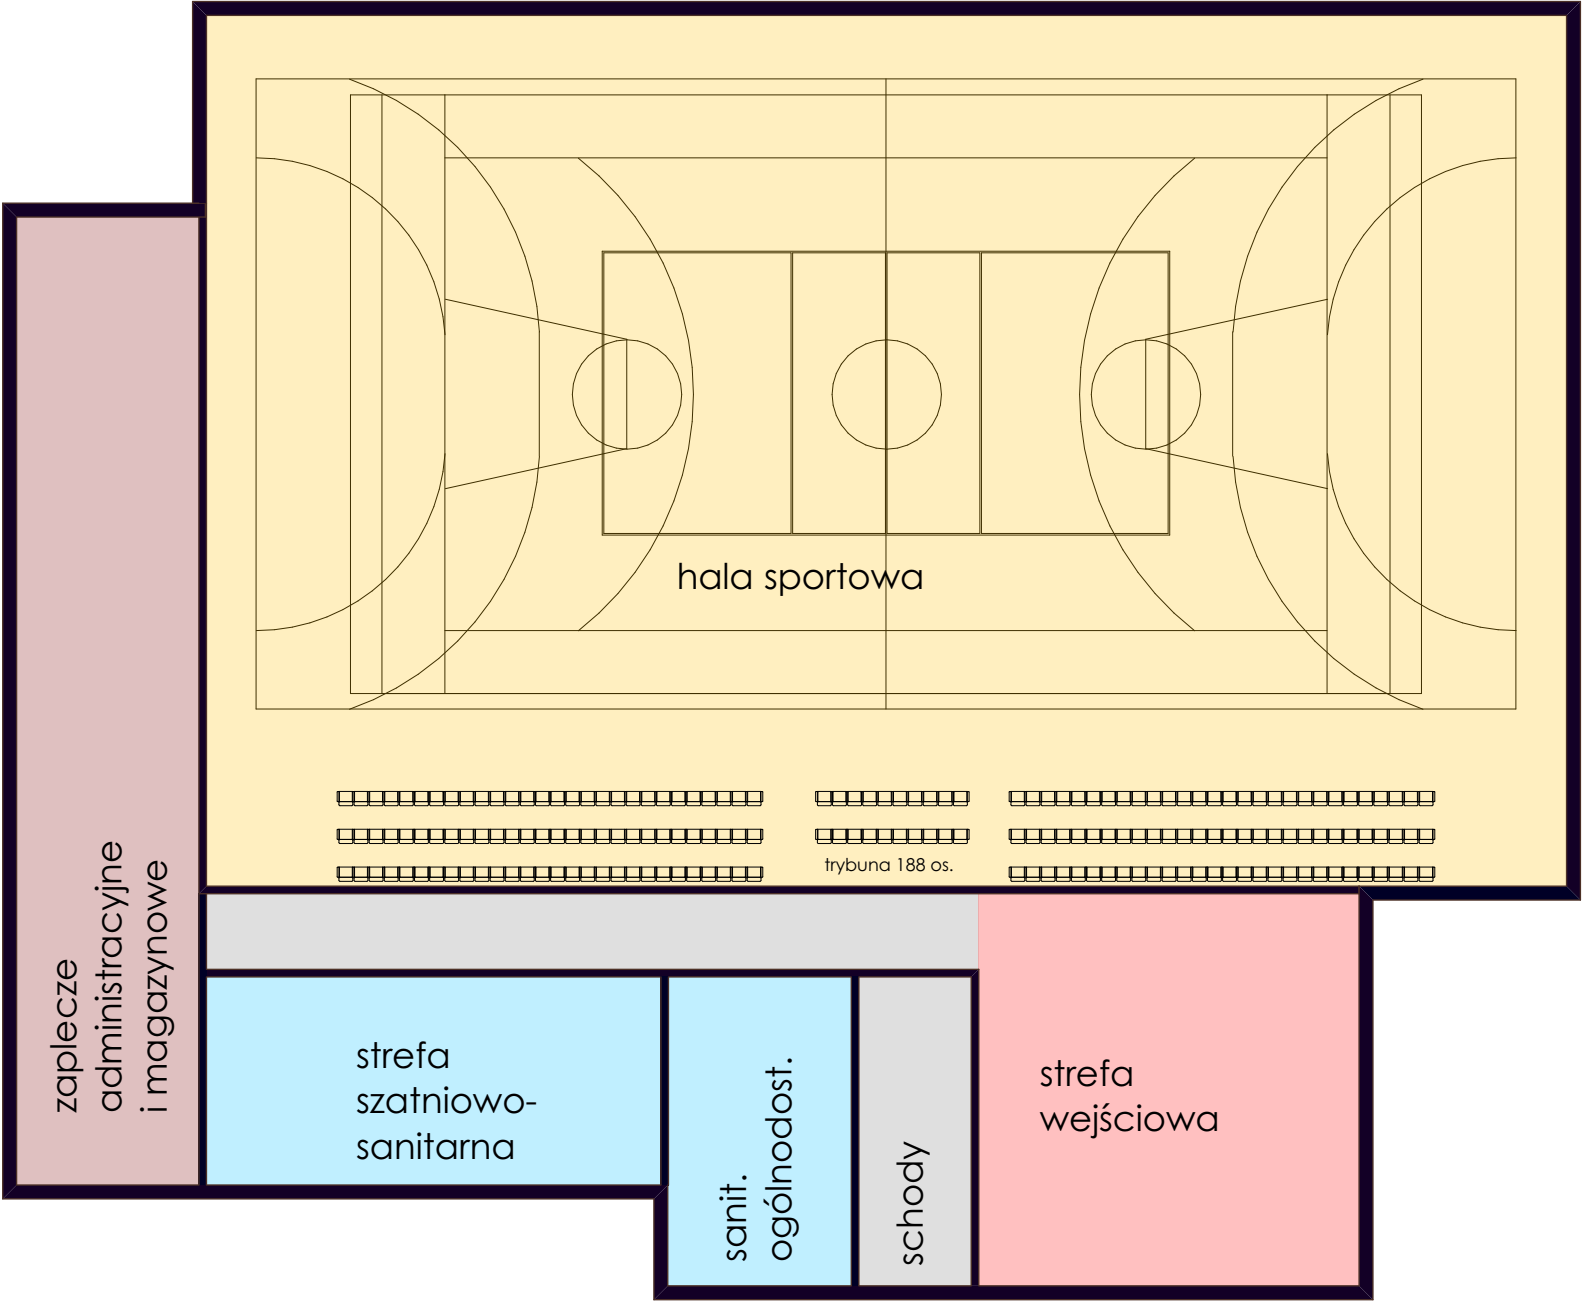 hala sportowa
trybuna 188 os.
zaplecze
administracyjne
i magazynowe
strefa
szatniowo-
sanitarna
sanit.
ogólnodost.
schody
strefa
wejściowa